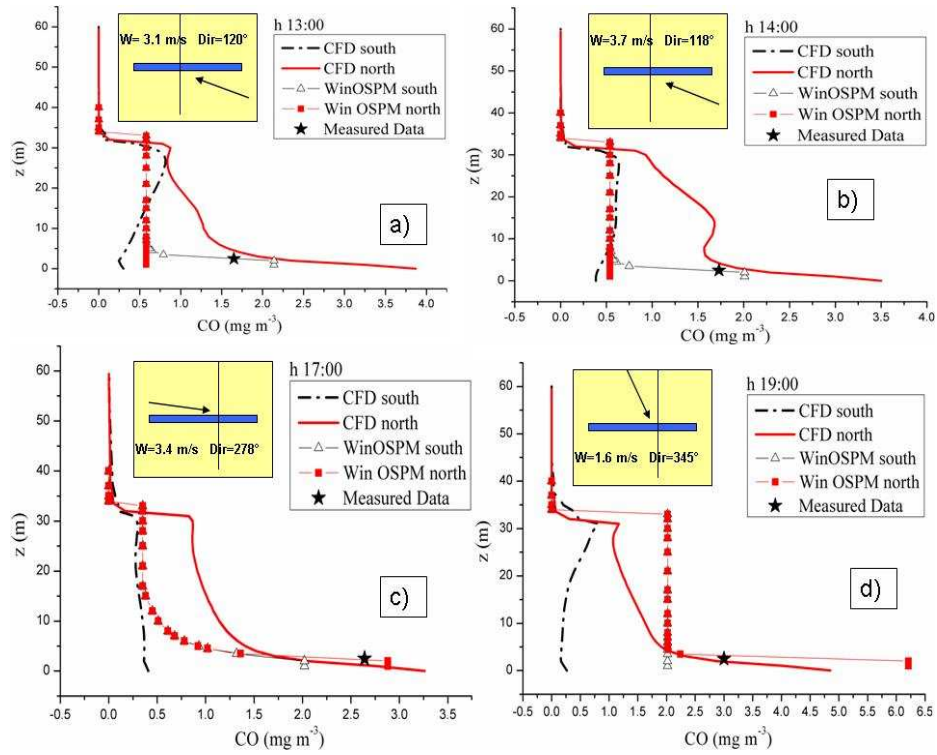 h 13:00
W= 3.1 m/s Dir=120°
CFD south
CFD north
WinOSPM south
Win OSPM north
Measured Data
a)
z (m)
60
50
40
30
20
10
0
0.0 0.5 1.0 1.5 2.0 2.5 3.0 3.5 4.0
CO (mg m-3)
h 14:00
W=3.7 m/s Dir=118°
CFD south
CFD north
WinOSPM south
Win OSPM north
Measured Data
b)
z (m)
60
50
40
30
20
10
0
-0.5 0.0 0.5 1.0 1.5 2.0 2.5 3.0 3.5 4.0
CO (mg m-3)
h 17:00
W=3.4 m/s Dir=278°
CFD south
CFD north
WinOSPM south
Win OSPM north
Measured Data
c)
z (m)
60
50
40
30
20
10
0
-0.5 0.0 0.5 1.0 1.5 2.0 2.5 3.0 3.5
CO (mg m-3)
h 19:00
W=1.6 m/s Dir=345°
CFD south
CFD north
WinOSPM south
Win OSPM north
Measured Data
d)
z (m)
60
50
40
30
20
10
0
-0.5 0.0 0.5 1.0 1.5 2.0 2.5 3.0 3.5 4.0 4.5 5.0 6.0 6.5
CO (mg m-3)